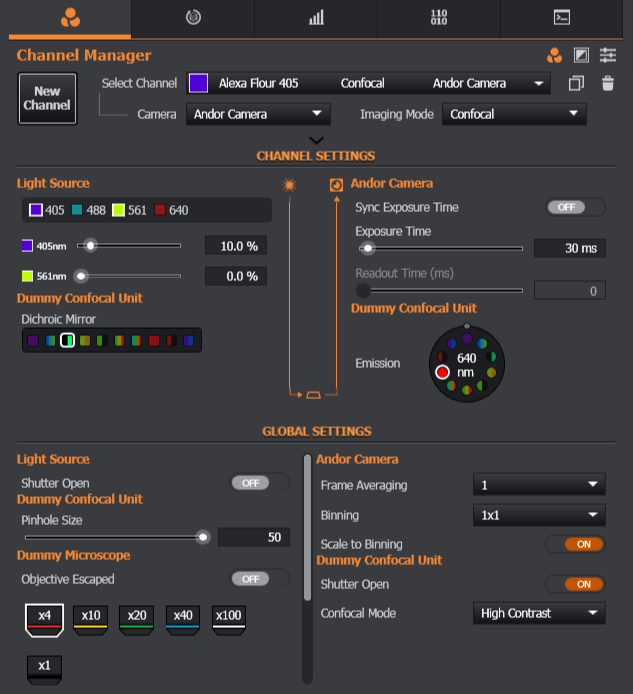 110
010
Channel Manager
New
Channel
Select Channel Alexa Flour 405 Confocal Andor Camera
Camera Andor Camera Imaging Mode Confocal
CHANNEL SETTINGS
Light Source
405 488 561 640
405nm 10.0 %
561nm 0.0 %
Dummy Confocal Unit
Dichroic Mirror
Andor Camera
Sync Exposure Time OFF
Exposure Time
30 ms
Readout Time (ms)
0
Dummy Confocal Unit
Emission
640
nm
GLOBAL SETTINGS
Light Source
Shutter Open OFF
Dummy Confocal Unit
Pinhole Size
50
Dummy Microscope
Objective Escaped OFF
x4 x10 x20 x40 x100
x1
Andor Camera
Frame Averaging 1
Binning 1x1
Scale to Binning ON
Dummy Confocal Unit
Shutter Open ON
Confocal Mode High Contrast